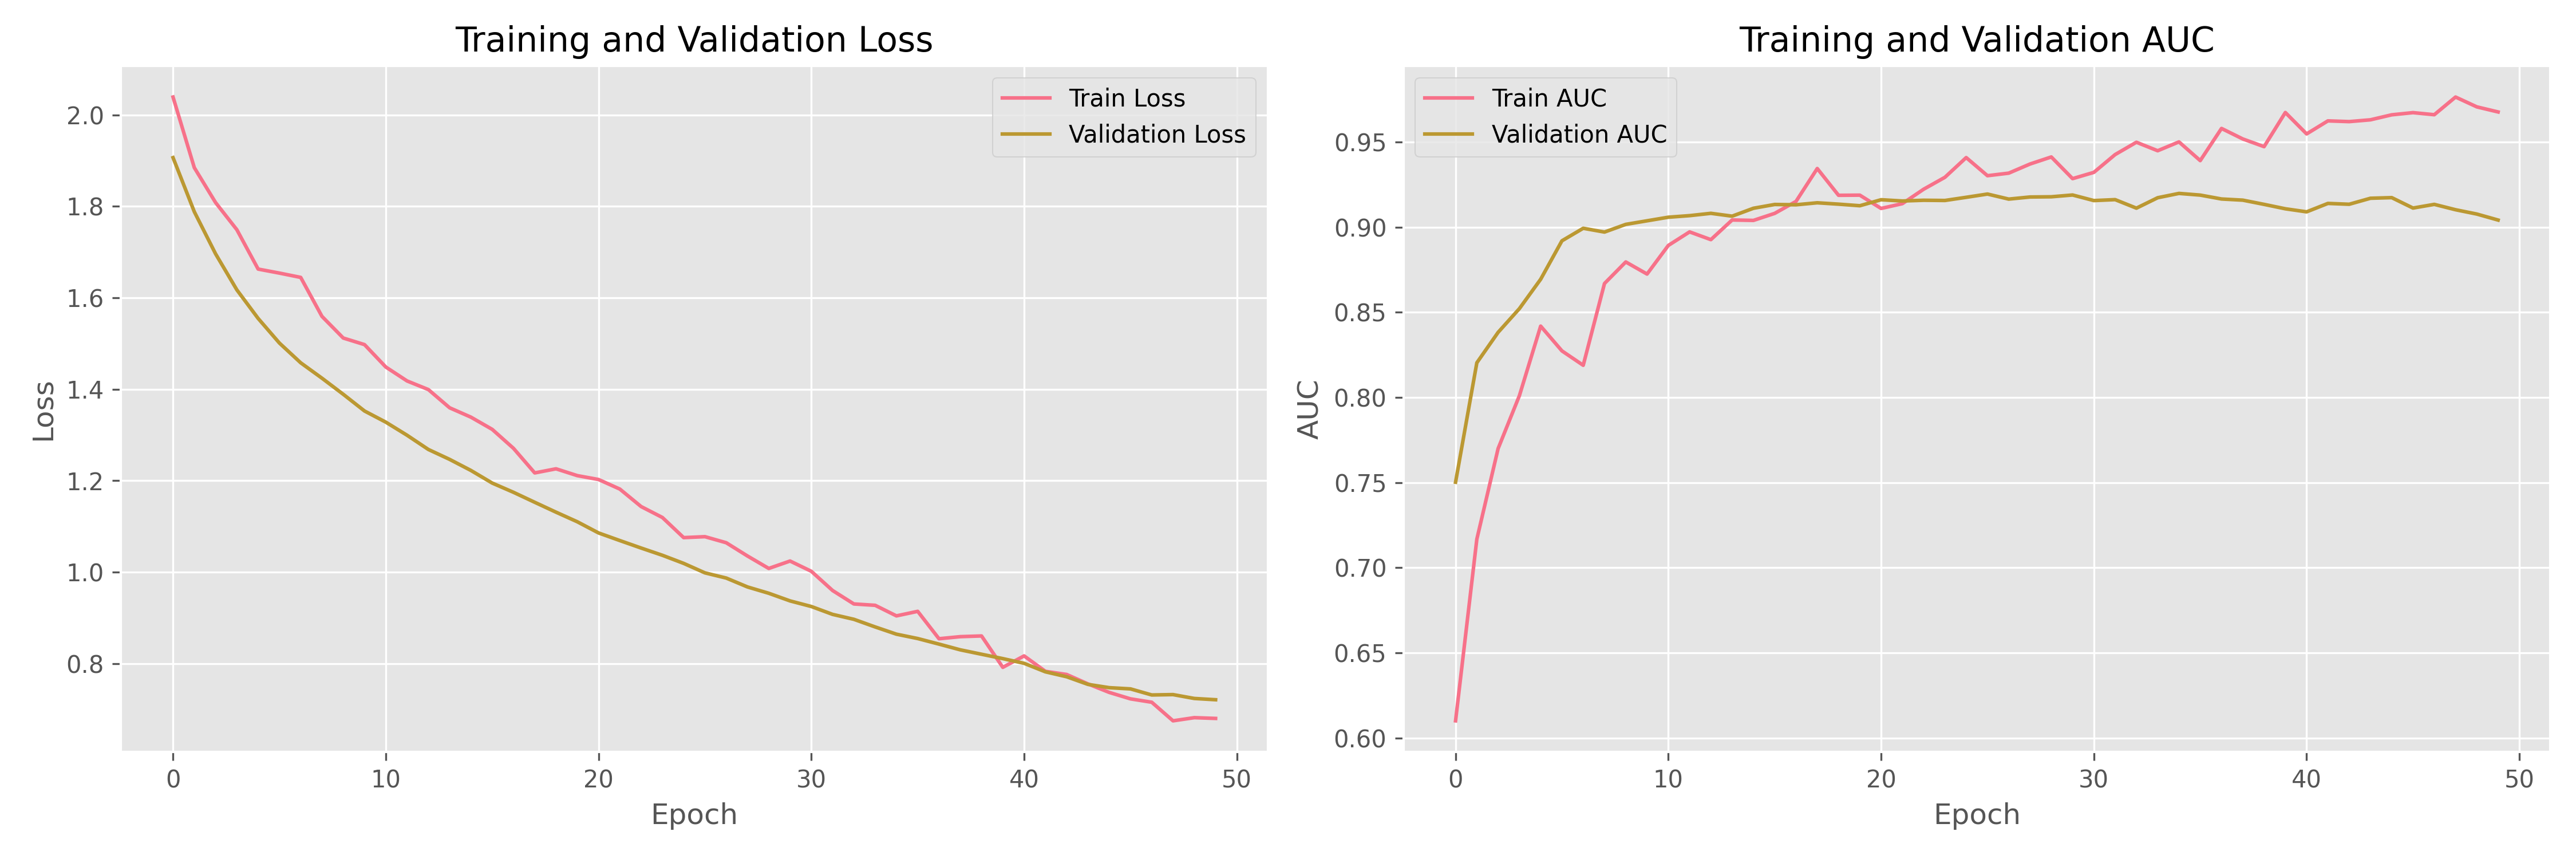 Training and Validation Loss
Train Loss
Validation Loss
2.0
1.8
1.6
1.4
1.2
1.0
0.8
Loss
0 10 20 30 40 50
Epoch
Training and Validation AUC
Train AUC
Validation AUC
0.95
0.90
0.85
0.80
0.75
0.70
0.65
0.60
AUC
0 10 20 30 40 50
Epoch